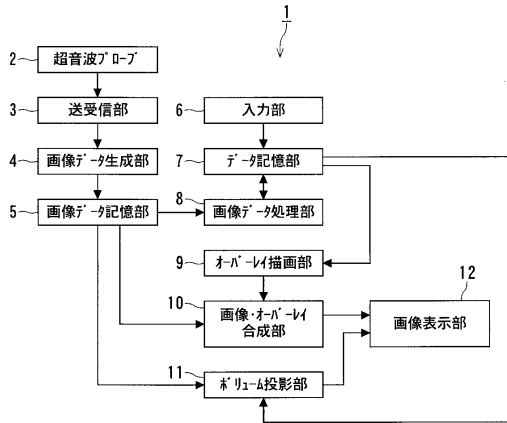 1
2 超音波ﾌﾟﾛｰﾌﾞ
3 送受信部
6 入力部
4 画像データ生成部
7 ﾃﾞｰﾀ記憶部
5 画像データ記憶部
8 画像データ処理部
9 ｵｰﾊﾞｰﾚｲ描画部
10 画像･ｵｰﾊﾞｰﾚｲ
合成部
12
画像表示部
11
ﾎﾞﾘｭｰﾑ投影部